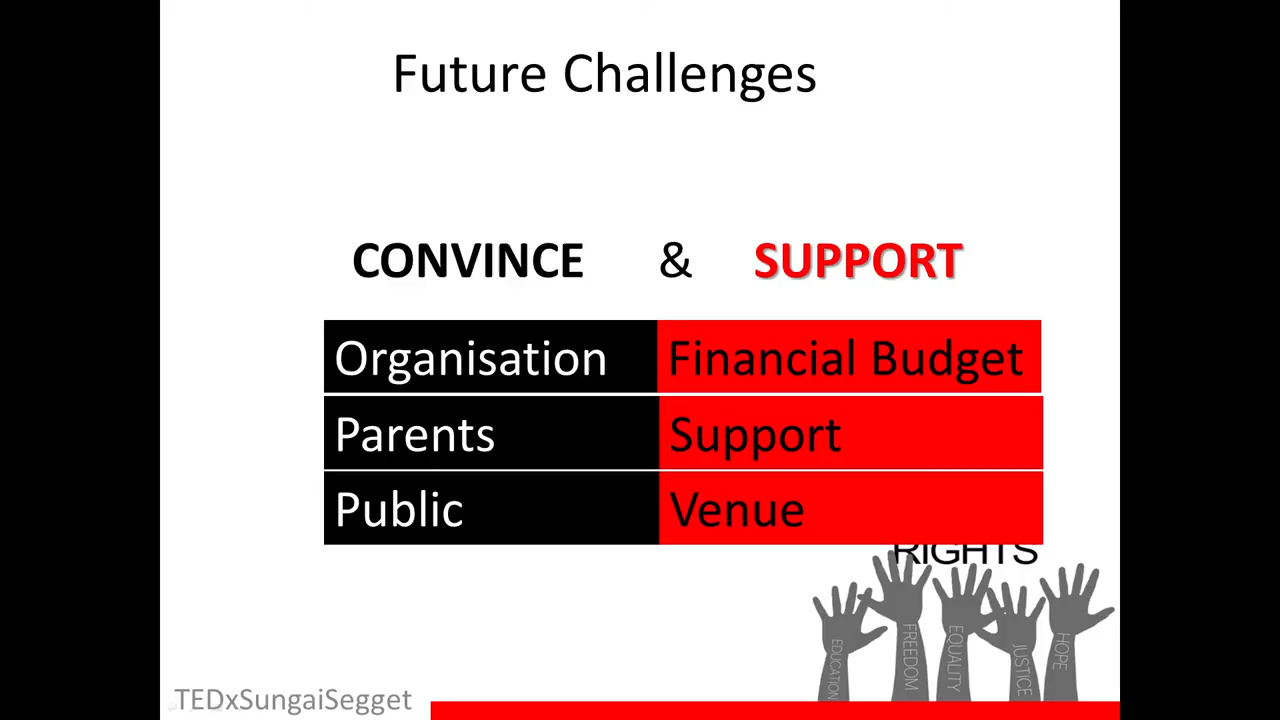 Future Challenges
CONVINCE & SUPPORT
Organisation Financial Budget
Parents Support
Public Venue
RIGHTS
EDUCATION
FREEDOM
EQUALITY
JUSTICE
HOPE
TEDxSungaiSegget